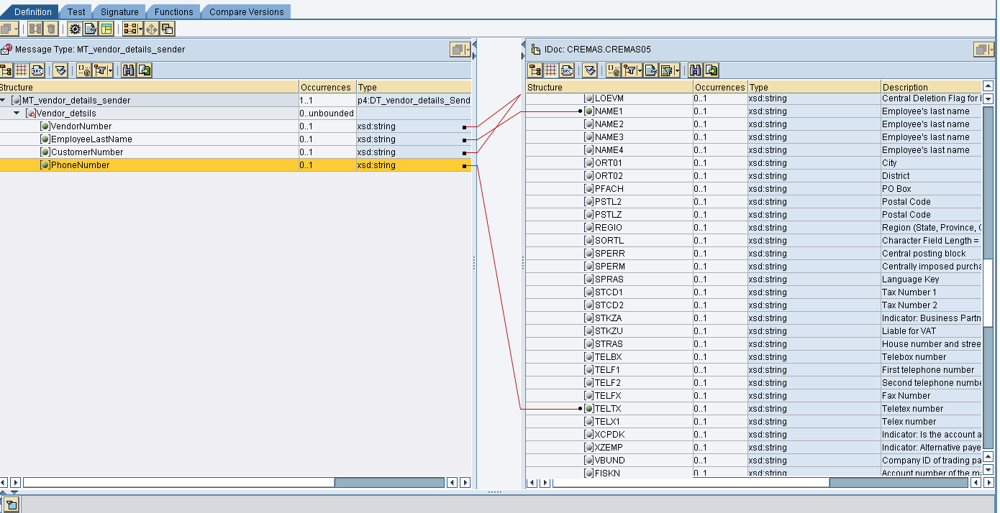 Definition Test Signature Functions Compare Versions
Message Type: MT_vendor_details_sender
IDoc: CREMAS.CREMAS05
Structure Occurrences Type
MT_vendor_details_sender 1..1 p4:DT_vendor_details_Send
Vendor_detsils 0..unbounded
VendorNumber 0..1 xsd:string
EmployeeLastName 0..1 xsd:string
CustomerNumber 0..1 xsd:string
PhoneNumber 0..1 xsd:string
Structure Occurrences Type Description
LOEVM 0..1 xsd:string Central Deletion Flag for
NAME1 0..1 xsd:string Employee's last name
NAME2 0..1 xsd:string Employee's last name
NAME3 0..1 xsd:string Employee's last name
NAME4 0..1 xsd:string Employee's last name
ORT01 0..1 xsd:string City
ORT02 0..1 xsd:string District
PFACH 0..1 xsd:string PO Box
PSTL2 0..1 xsd:string Postal Code
PSTLZ 0..1 xsd:string Postal Code
REGIO 0..1 xsd:string Region (State, Province,
SORTL 0..1 xsd:string Character Field Length =
SPERR 0..1 xsd:string Central posting block
SPERM 0..1 xsd:string Centrally imposed purcha
SPRAS 0..1 xsd:string Language Key
STCD1 0..1 xsd:string Tax Number 1
STCD2 0..1 xsd:string Tax Number 2
STKZA 0..1 xsd:string Indicator: Business Partn
STKZU 0..1 xsd:string Liable for VAT
STRAS 0..1 xsd:string House number and stree
TELBX 0..1 xsd:string Telebox number
TELF1 0..1 xsd:string First telephone number
TELF2 0..1 xsd:string Second telephone numbe
TELFX 0..1 xsd:string Fax Number
TELTX 0..1 xsd:string Teletex number
TELX1 0..1 xsd:string Telex number
XCPDK 0..1 xsd:string Indicator: Is the account a
XZEMP 0..1 xsd:string Indicator: Alternative paye
VBUND 0..1 xsd:string Company ID of trading pa
FISKN 0..1 xsd:string Account number of the ma